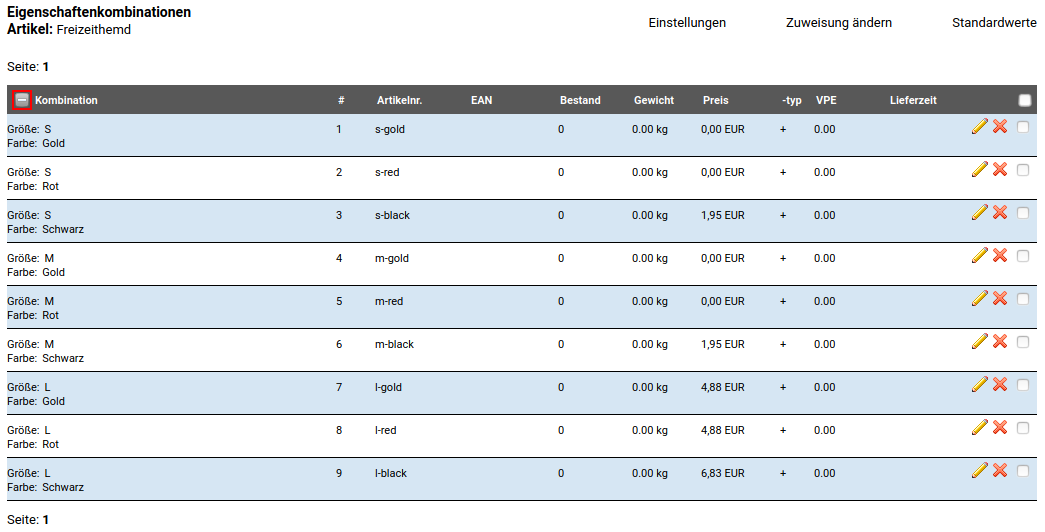 Eigenschaftenkombinationen
Artikel: Freizeithemd
Einstellungen Zuweisung ändern Standardwerte
Seite: 1
Kombination # Artikelnr. EAN Bestand Gewicht Preis -typ VPE Lieferzeit
Größe: S 1 s-gold 0 0.00 kg 0,00 EUR + 0.00
Farbe: Gold
Größe: S 2 s-red 0 0.00 kg 0,00 EUR + 0.00
Farbe: Rot
Größe: S 3 s-black 0 0.00 kg 1,95 EUR + 0.00
Farbe: Schwarz
Größe: M 4 m-gold 0 0.00 kg 0,00 EUR + 0.00
Farbe: Gold
Größe: M 5 m-red 0 0.00 kg 0,00 EUR + 0.00
Farbe: Rot
Größe: M 6 m-black 0 0.00 kg 1,95 EUR + 0.00
Farbe: Schwarz
Größe: L 7 l-gold 0 0.00 kg 4,88 EUR + 0.00
Farbe: Gold
Größe: L 8 l-red 0 0.00 kg 4,88 EUR + 0.00
Farbe: Rot
Größe: L 9 l-black 0 0.00 kg 6,83 EUR + 0.00
Farbe: Schwarz
Seite: 1